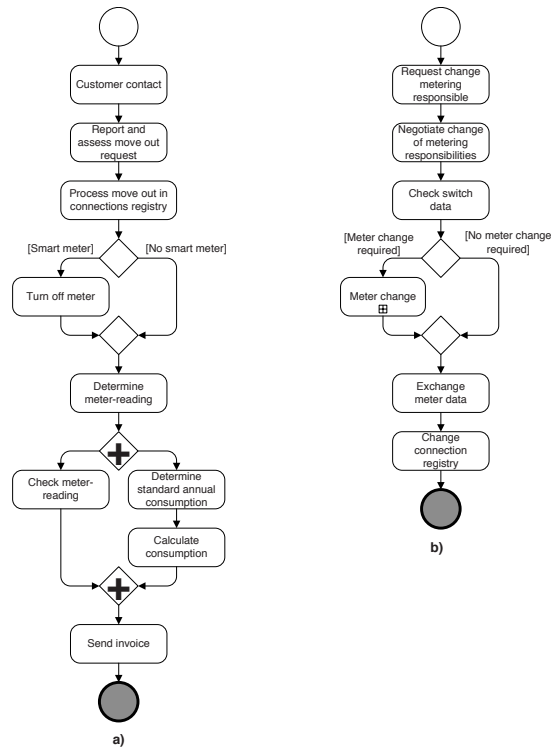 Customer contact
Report and
assess move out
request
Process move out in
connections registry
[Smart meter]
[No smart meter]
Turn off meter
Determine
meter-reading
Check meter-
reading
Determine
standard annual
consumption
Calculate
consumption
Send invoice
a)
Request change
metering
responsible
Negotiate change
of metering
responsibilities
Check switch
data
[Meter change
required]
[No meter change
required]
Meter change
Exchange
meter data
Change
connection
registry
b)